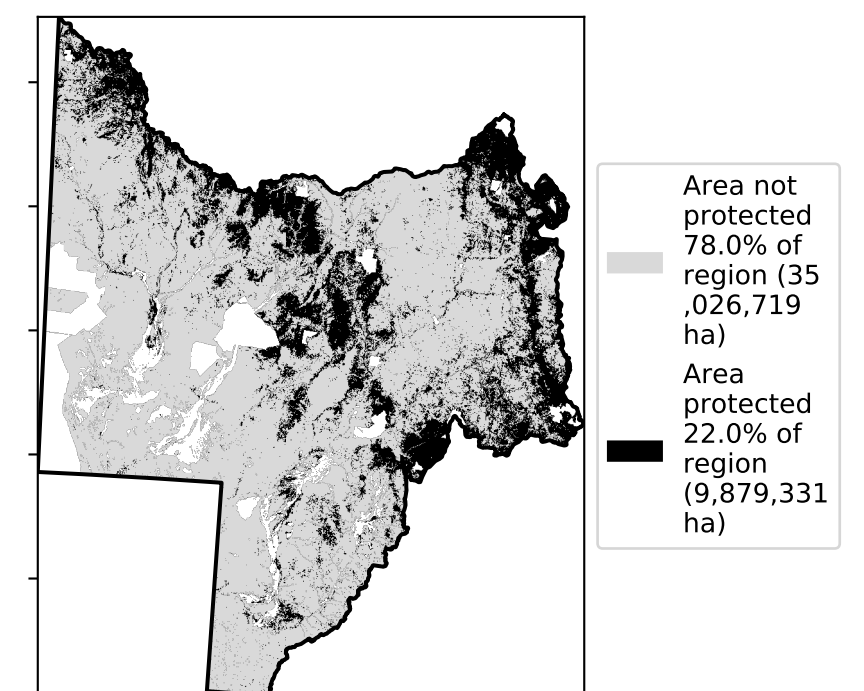 Area not
protected
78.0% of
region (35
,026,719
ha)
Area
protected
22.0% of
region
(9,879,331
ha)